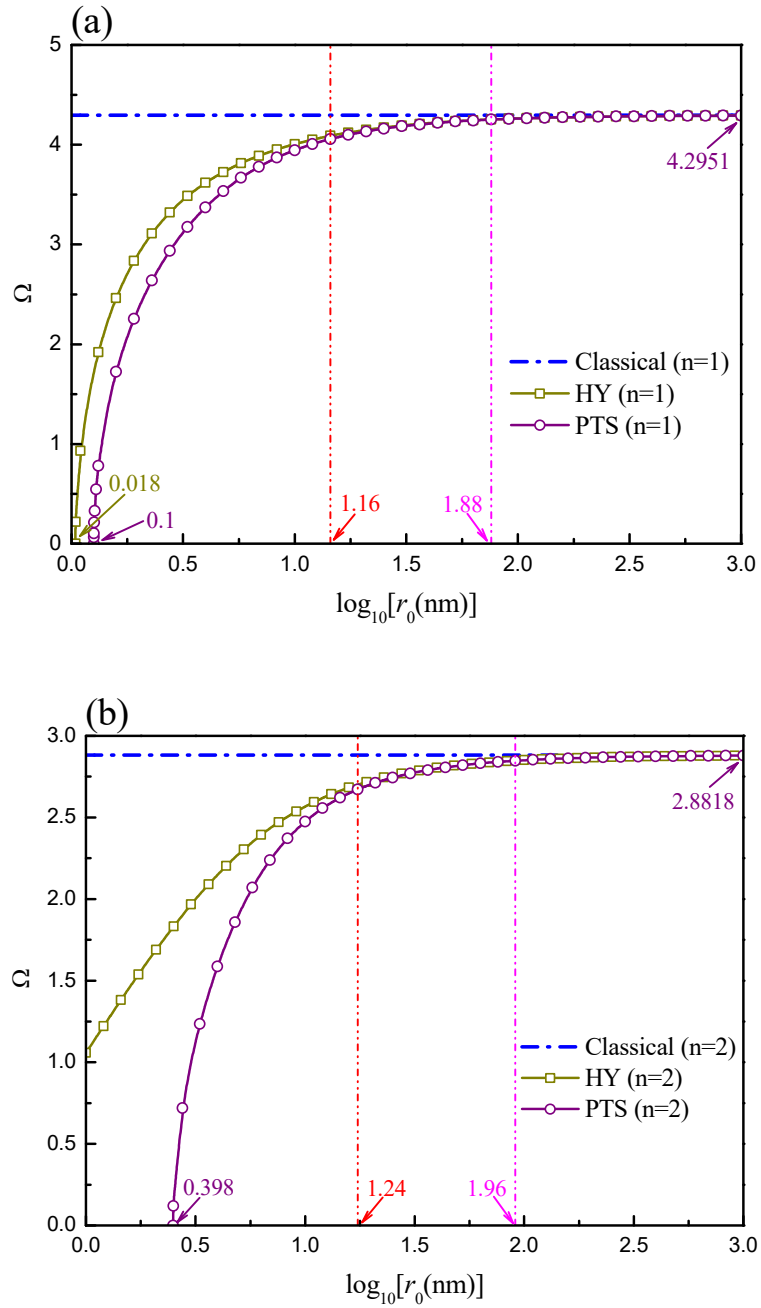 (a)
5
4
3
2
1
0
Ω
4.2951
Classical (n=1)
HY (n=1)
PTS (n=1)
0.018
0.1
1.16
1.88
0.0 0.5 1.0 1.5 2.0 2.5 3.0
log10[r0(nm)]
(b)
3.0
2.5
2.0
1.5
1.0
0.5
0.0
Ω
2.8818
Classical (n=2)
HY (n=2)
PTS (n=2)
0.398
1.24
1.96
0.0 0.5 1.0 1.5 2.0 2.5 3.0
log10[r0(nm)]